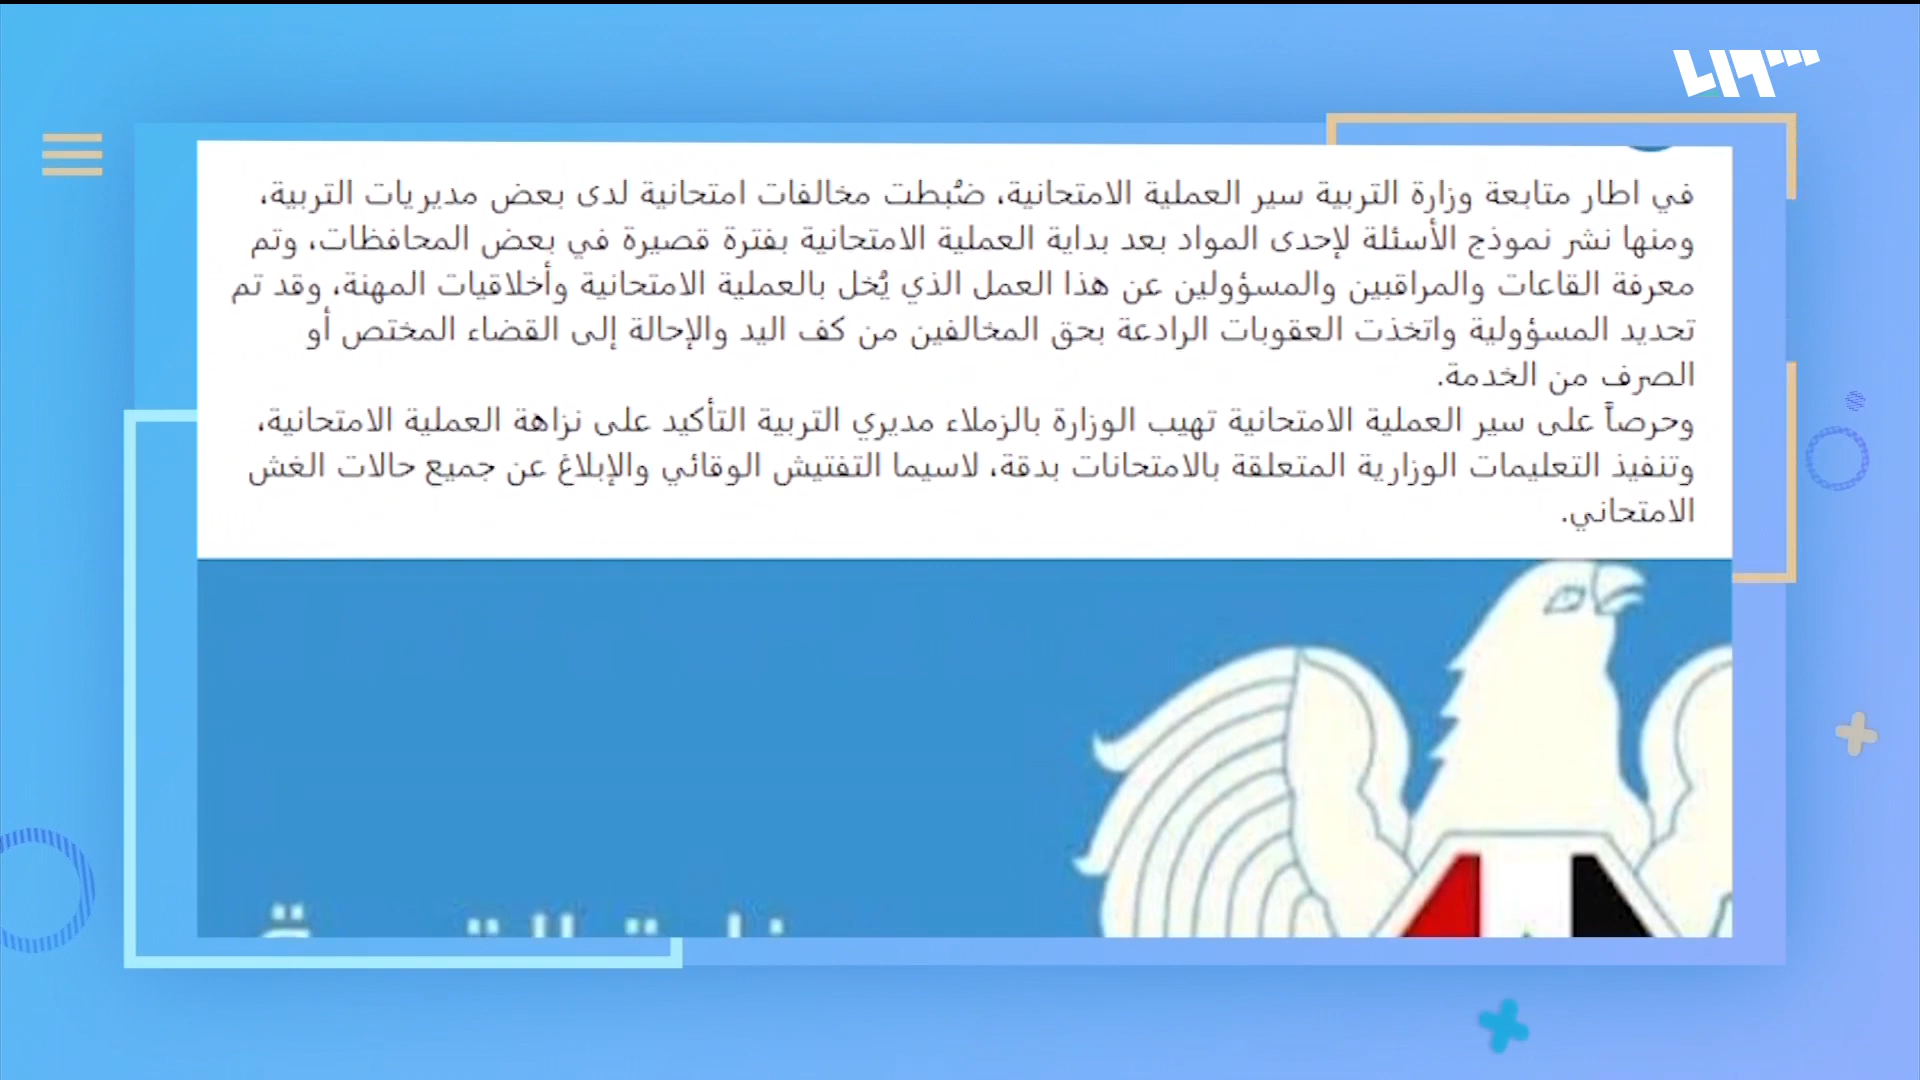 في اطار متابعة وزارة التربية سير العملية الامتحانية، ضُبطت مخالفات امتحانية لدى بعض مديريات التربية،
ومنها نشر نموذج الأسئلة لإحدى المواد بعد بداية العملية الامتحانية بفترة قصيرة في بعض المحافظات، وتم
معرفة القاعات والمراقبين والمسؤولين عن هذا العمل الذي يُخل بالعملية الامتحانية وأخلاقيات المهنة، وقد تم
تحديد المسؤولية واتخذت العقوبات الرادعة بحق المخالفين من كف اليد والإحالة إلى القضاء المختص أو
الصرف من الخدمة.
وحرصاً على سير العملية الامتحانية تهيب الوزارة بالزملاء مديري التربية التأكيد على نزاهة العملية الامتحانية،
وتنفيذ التعليمات الوزارية المتعلقة بالامتحانات بدقة، لاسيما التفتيش الوقائي والإبلاغ عن جميع حالات الغش
الامتحاني.